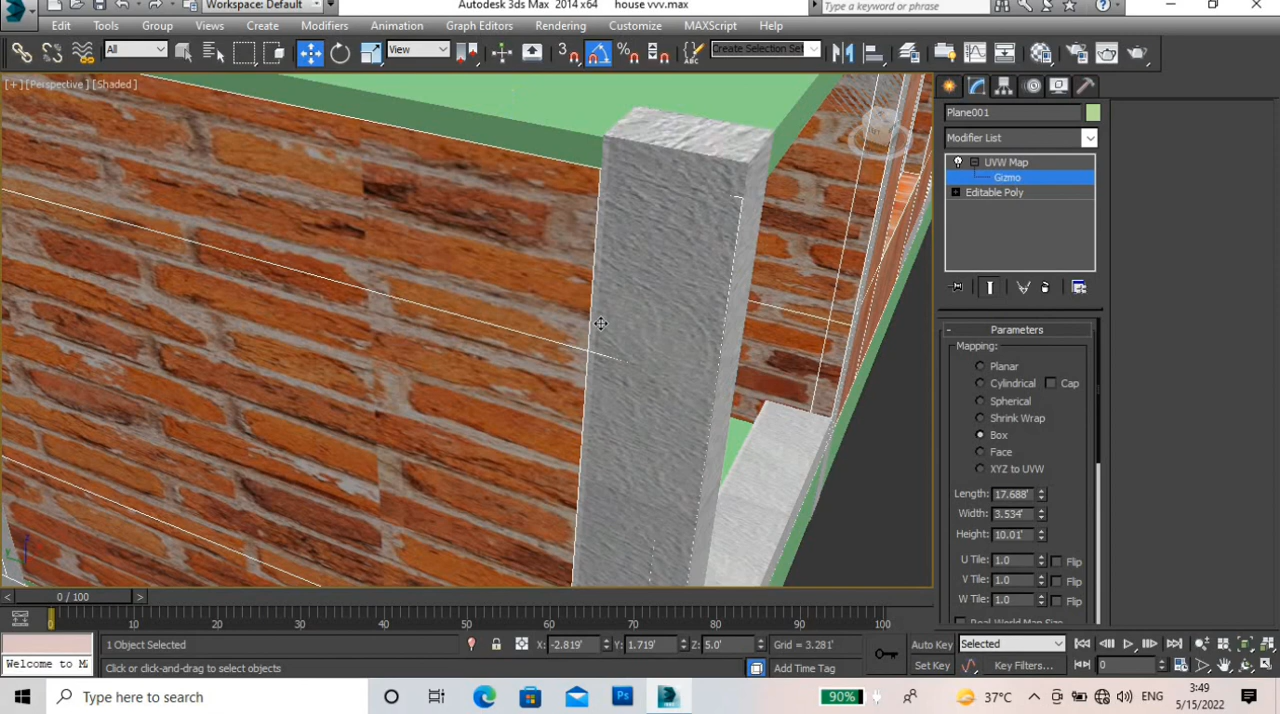 Workspace: Default
Autodesk 3ds Max 2014 x64 house vvv.max
Type a keyword or phrase
Edit Tools Group Views Create Modifiers Animation Graph Editors Rendering Customize MAXScript Help
All
View
3
Create Selection Set
[+] [Perspective] [Shaded]
Plane001
Modifier List
UVW Map
Gizmo
Editable Poly
Parameters
Mapping:
Planar
Cylindrical Cap
Spherical
Shrink Wrap
Box
Face
XYZ to UVW
Length: 17.688'
Width: 3.534'
Height: 10.01'
U Tile: 1.0 Flip
V Tile: 1.0 Flip
W Tile: 1.0 Flip
Real-World Map Size
0 / 100
0 10 20 30 40 50 60 70 80 90 100
1 Object Selected
X: -2.819' Y: 1.719' Z: 5.0' Grid = 3.281'
Auto Key Selected
Welcome to M
Click or click-and-drag to select objects
Add Time Tag
Set Key Key Filters... 0
Type here to search
Ps
90%
37°C
ENG
3:49
5/15/2022